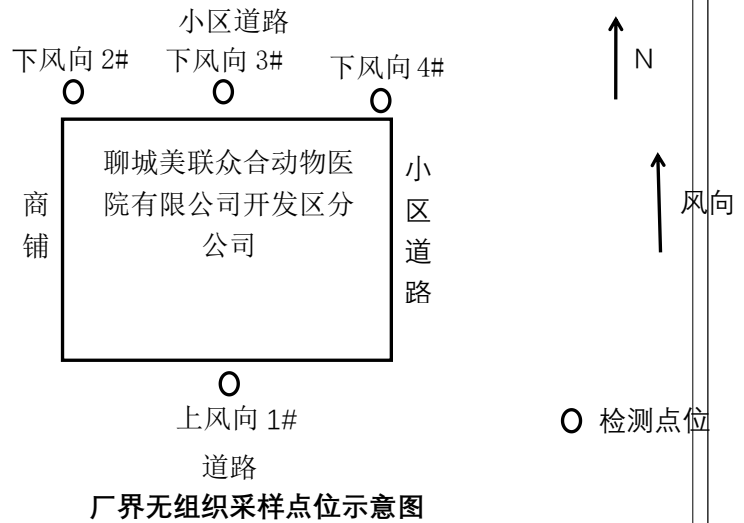 小区道路
下风向 2# 下风向 3# 下风向 4#
N
聊城美联众合动物医
院有限公司开发区分
公司
商
铺
小
区
道
路
风向
上风向 1#
检测点位
道路
厂界无组织采样点位示意图